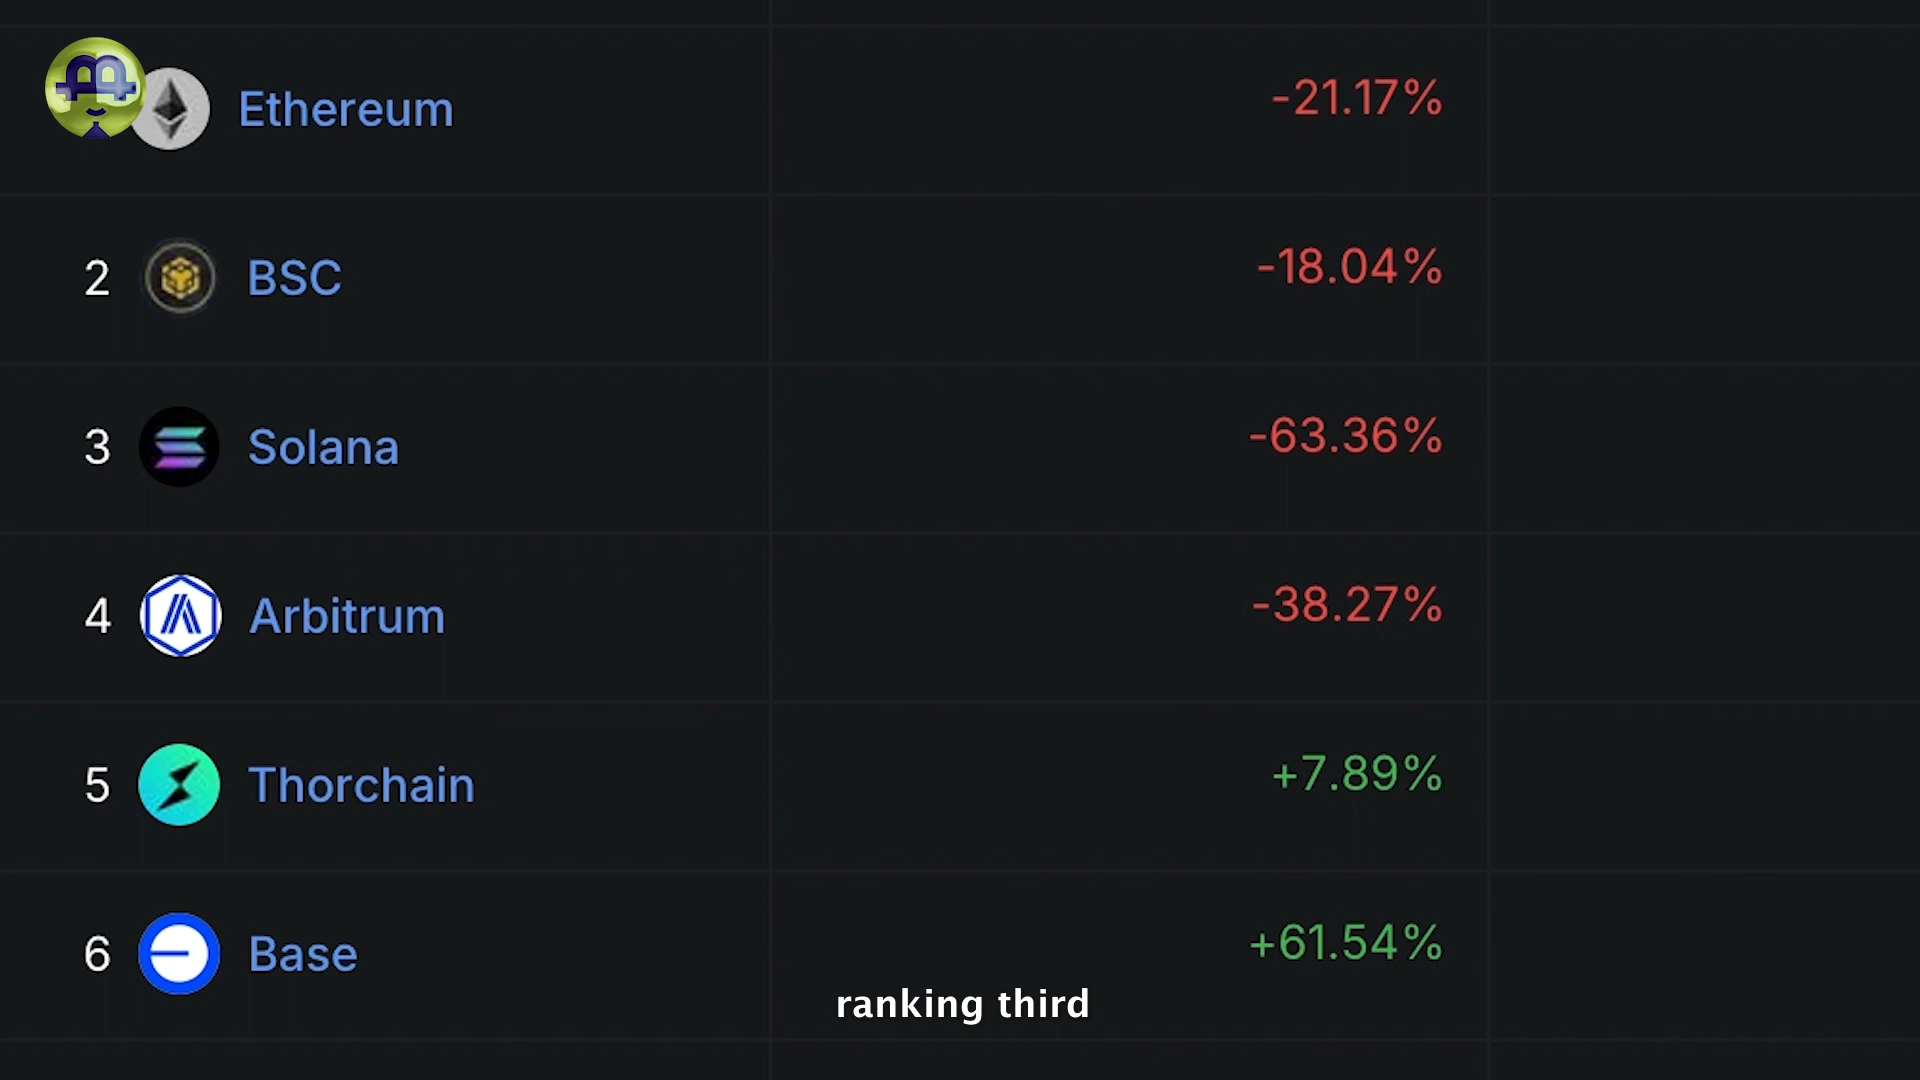 Ethereum -21.17%
2 BSC -18.04%
3 Solana -63.36%
4 Arbitrum -38.27%
5 Thorchain +7.89%
6 Base +61.54%
ranking third